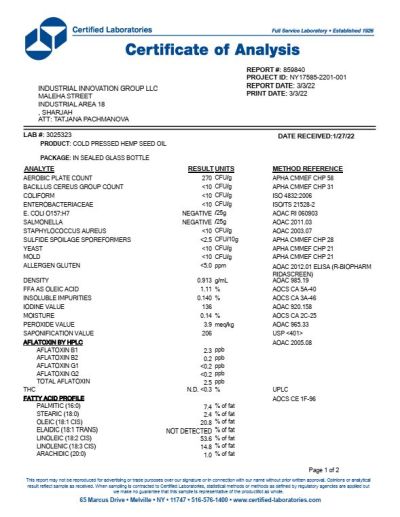 Certified Laboratories
Full Service Laboratory • Established 1926
Certificate of Analysis
REPORT #: 859840
PROJECT ID: NY17585-2201-001
REPORT DATE: 3/3/22
PRINT DATE: 3/3/22
INDUSTRIAL INNOVATION GROUP LLC
MALEHA STREET
INDUSTRIAL AREA 18
, SHARJAH
ATT: TATJANA PACHMANOVA
LAB #: 3025323 DATE RECEIVED:1/27/22
PRODUCT: COLD PRESSED HEMP SEED OIL
PACKAGE: IN SEALED GLASS BOTTLE
ANALYTE RESULT UNITS METHOD REFERENCE
AEROBIC PLATE COUNT 270 CFU/g APHA CMMEF CHP 58
BACILLUS CEREUS GROUP COUNT <10 CFU/g APHA CMMEF CHP 31
COLIFORM <10 CFU/g ISO 4832:2006
ENTEROBACTERIACEAE <10 CFU/g ISO/TS 21528-2
E. COLI O157:H7 NEGATIVE /25g AOAC RI 060903
SALMONELLA NEGATIVE /25g AOAC 2011.03
STAPHYLOCOCCUS AUREUS <10 CFU/g AOAC 2003.07
SULFIDE SPOILAGE SPOREFORMERS <2.5 CFU/10g APHA CMMEF CHP 28
YEAST <10 CFU/g APHA CMMEF CHP 21
MOLD <10 CFU/g APHA CMMEF CHP 21
ALLERGEN GLUTEN <5.0 ppm AOAC 2012.01 ELISA (R-BIOPHARM
RIDASCREEN)
DENSITY 0.913 g/mL AOAC 985.19
FFA AS OLEIC ACID 1.11 % AOCS CA 5A-40
INSOLUBLE IMPURITIES 0.140 % AOCS CA 3A-46
IODINE VALUE 136 AOAC 920.158
MOISTURE 0.14 % AOCS CA 2C-25
PEROXIDE VALUE 3.9 meq/kg AOAC 965.33
SAPONIFICATION VALUE 206 USP <401>
AFLATOXIN BY HPLC AOAC 2005.08
AFLATOXIN B1 2.3 ppb
AFLATOXIN B2 0.2 ppb
AFLATOXIN G1 <0.2 ppb
AFLATOXIN G2 <0.2 ppb
TOTAL AFLATOXIN 2.5 ppb
THC N.D. <0.3 % UPLC
FATTY ACID PROFILE AOCS CE 1F-96
PALMITIC (16:0) 7.4 % of fat
STEARIC (18:0) 2.4 % of fat
OLEIC (18:1 CIS) 20.8 % of fat
ELAIDIC (18:1 TRANS) NOT DETECTED % of fat
LINOLEIC (18:2 CIS) 53.6 % of fat
LINOLENIC (18:3 CIS) 14.8 % of fat
ARACHIDIC (20:0) 1.0 % of fat
Page 1 of 2
This report may not be reproduced for advertising or trade purposes over our signature or in connection with our name without prior written approval. Opinions or analytical
result reflect sample as received. When sampling is contracted to Certified Laboratories, statistical methods or methods as defined by regulatory agencies are applied but
we make no guarantee that this sample is representative of the production as whole.
65 Marcus Drive • Melville • NY • 11747 • 516-576-1400 • www.certified-laboratories.com